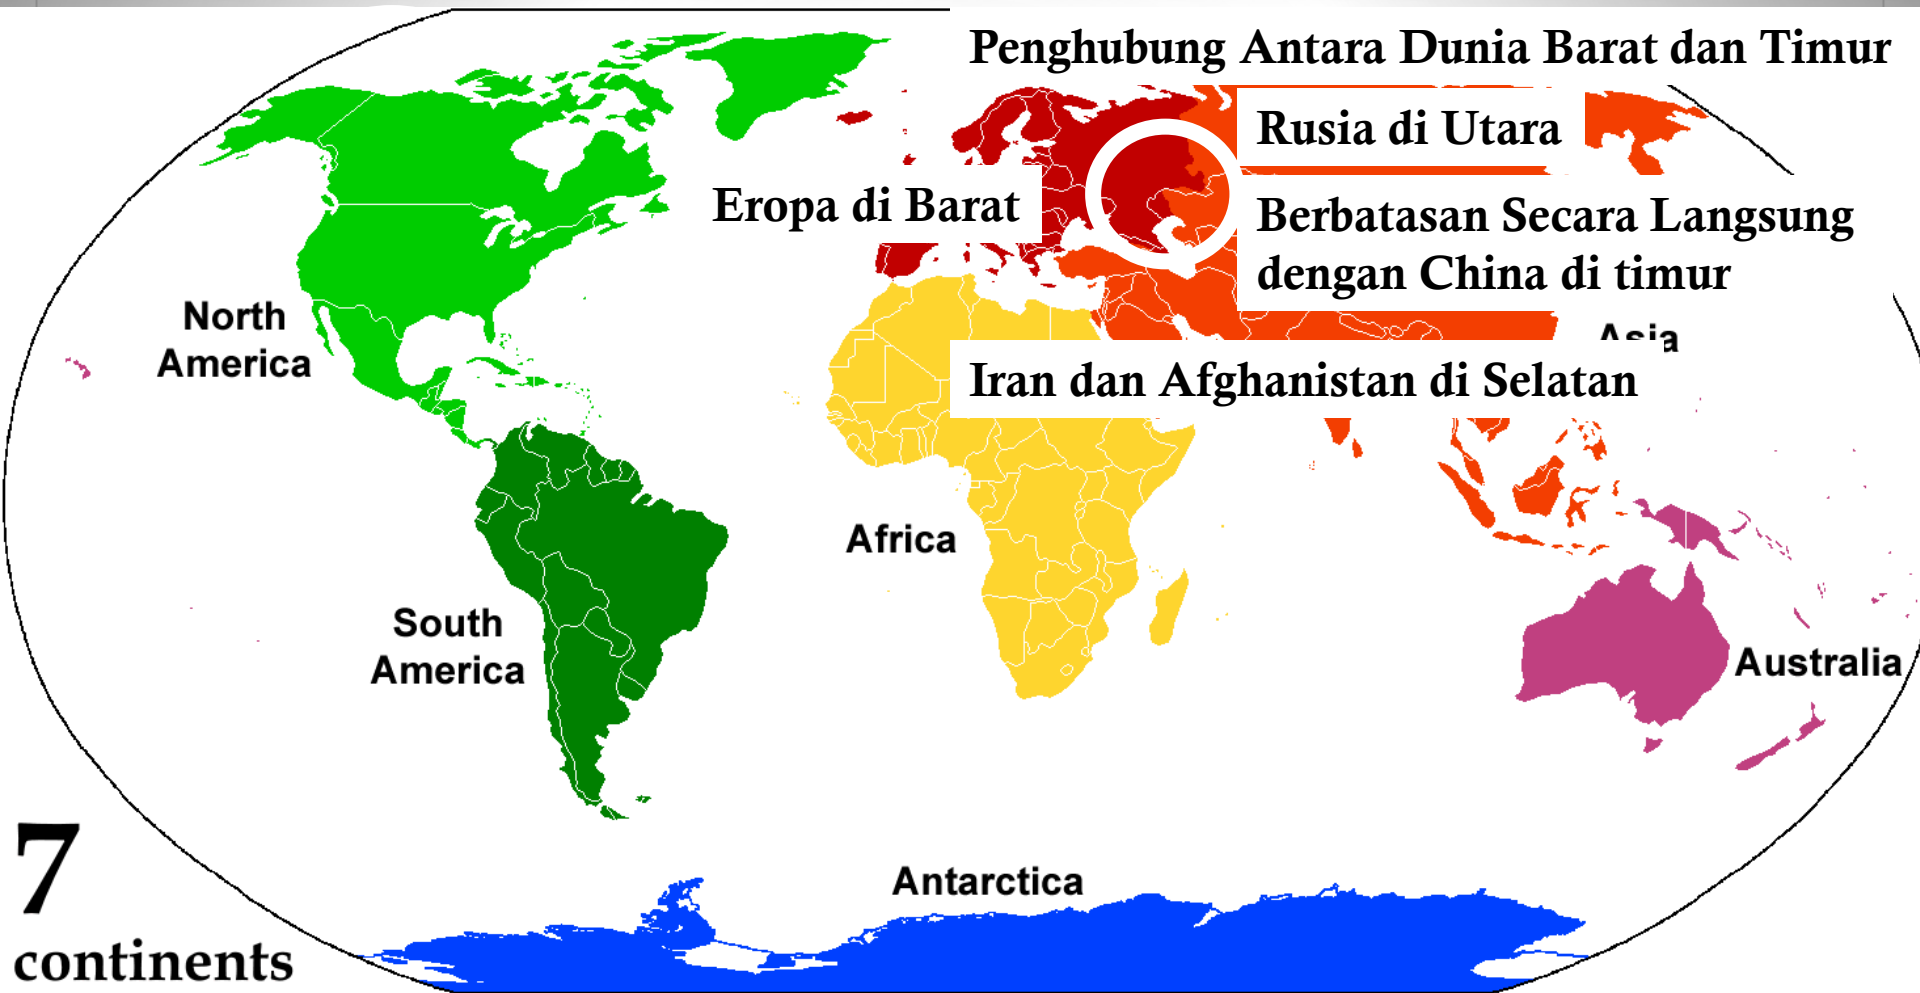 Penghubung Antara Dunia Barat dan Timur
Rusia di Utara
Eropa di Barat
Berbatasan Secara Langsung
dengan China di timur
North
America
Asia
Iran dan Afghanistan di Selatan
Africa
South
America
Australia
7
continents
Antarctica